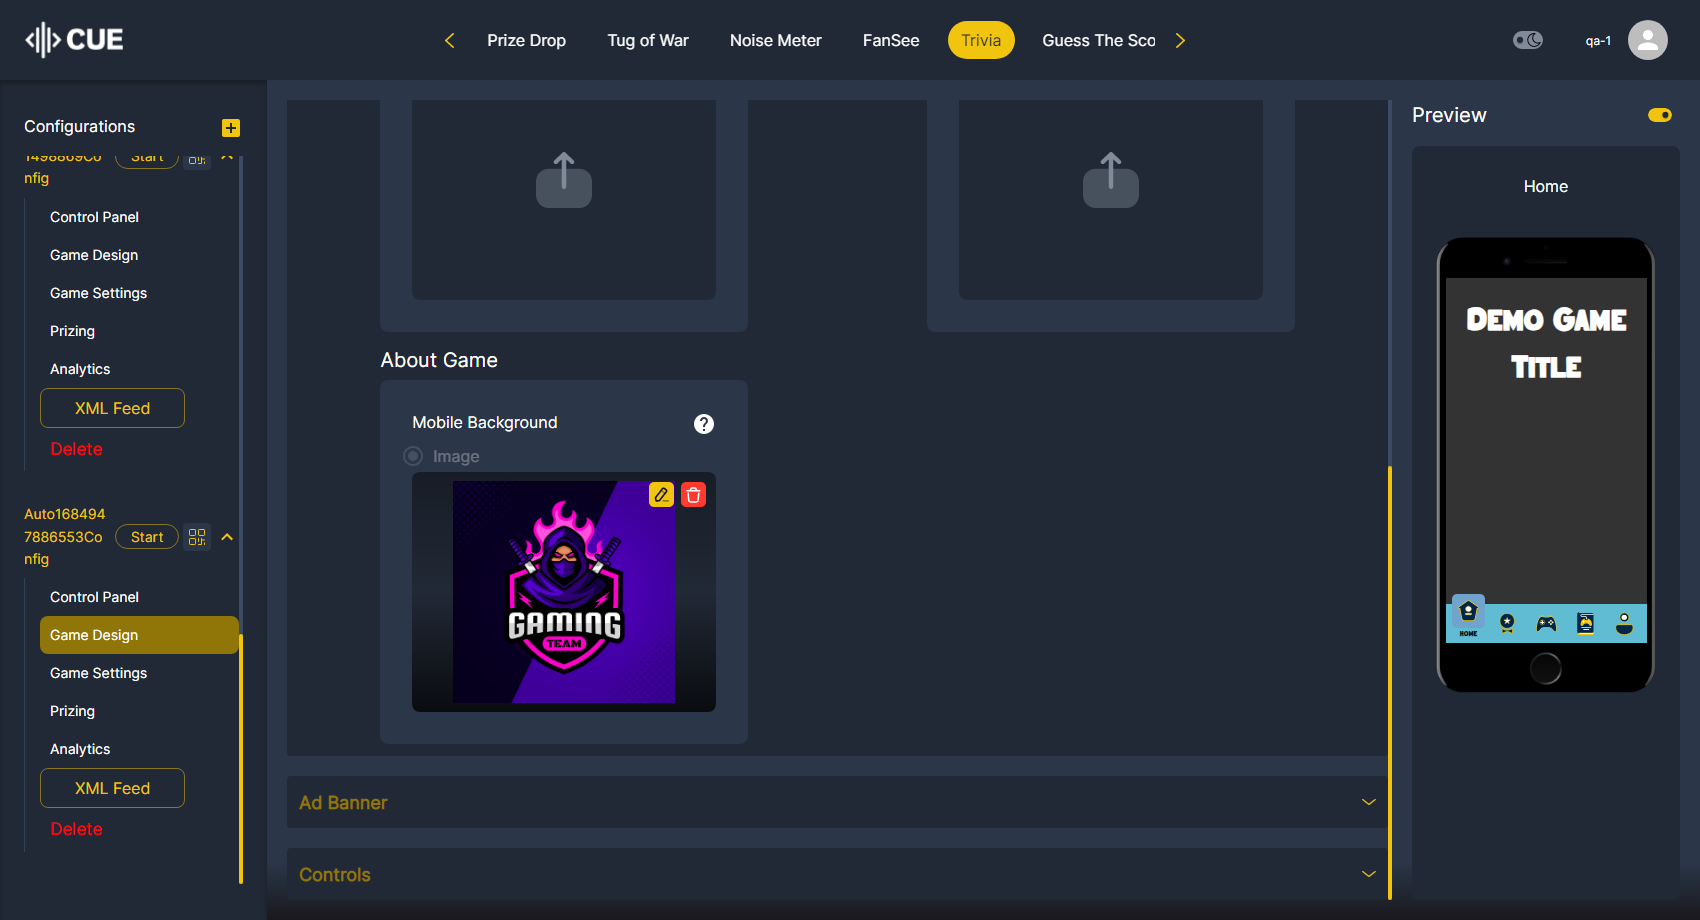 CUE
Prize Drop
Tug of War
Noise Meter
FanSee
Trivia
Guess The Sco
qa-1
Configurations
1498869Co
nfig
Start
Control Panel
Game Design
Game Settings
Prizing
Analytics
XML Feed
Delete
Auto168494
7886553Co
nfig
Start
Control Panel
Game Design
Game Settings
Prizing
Analytics
XML Feed
Delete
About Game
Mobile Background
?
Image
GAMING
TEAM
Ad Banner
Controls
Preview
Home
DEMO GAME
TITLE
HOME